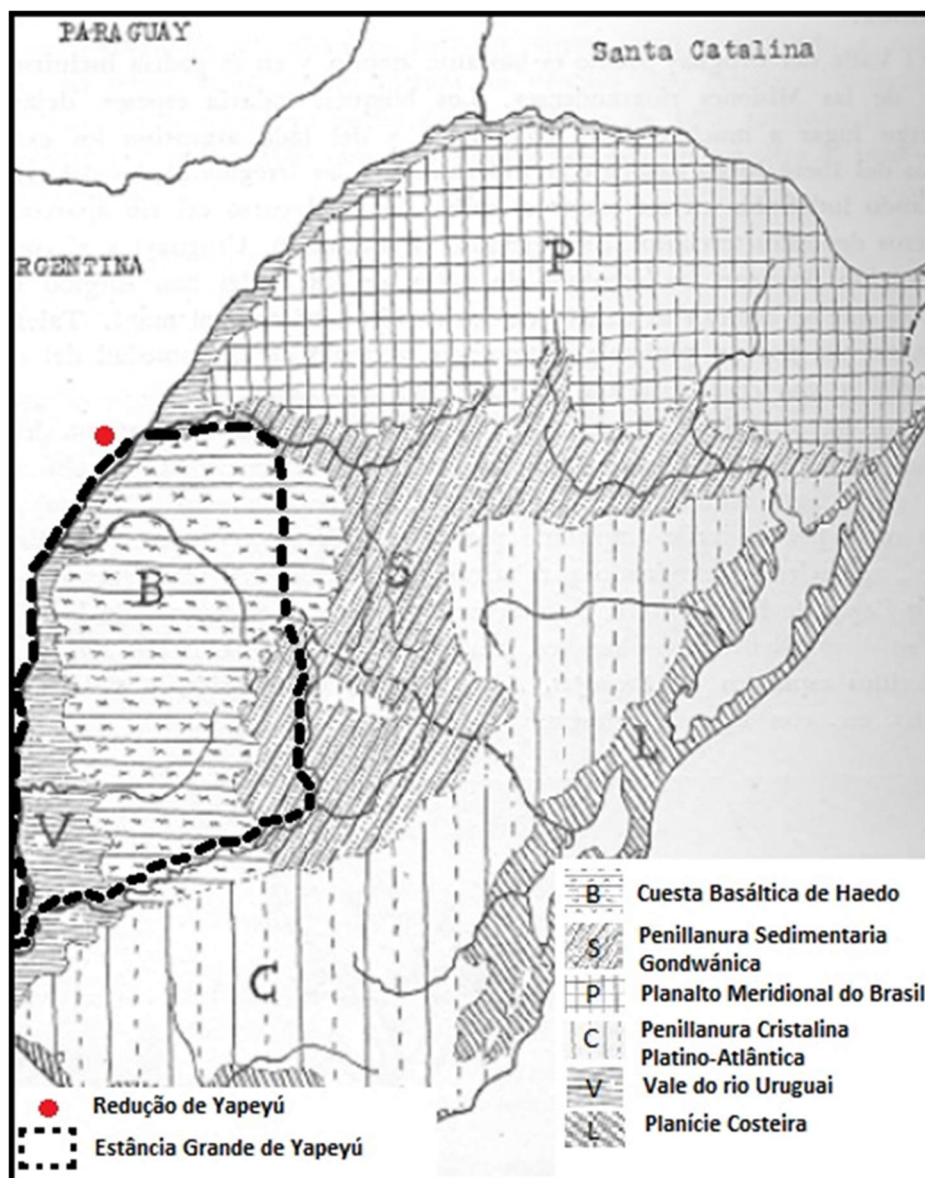 PARAGUAY
Santa Catalina
RGENTINA
P
B
S
L
V
C
B Cuesta Basáltica de Haedo
S Penillanura Sedimentaria
Gondwánica
P Planalto Meridional do Brasil
C Penillanura Cristalina
Platino-Atlântica
V Vale do rio Uruguai
L Planície Costeira
Redução de Yapeyú
Estância Grande de Yapeyú